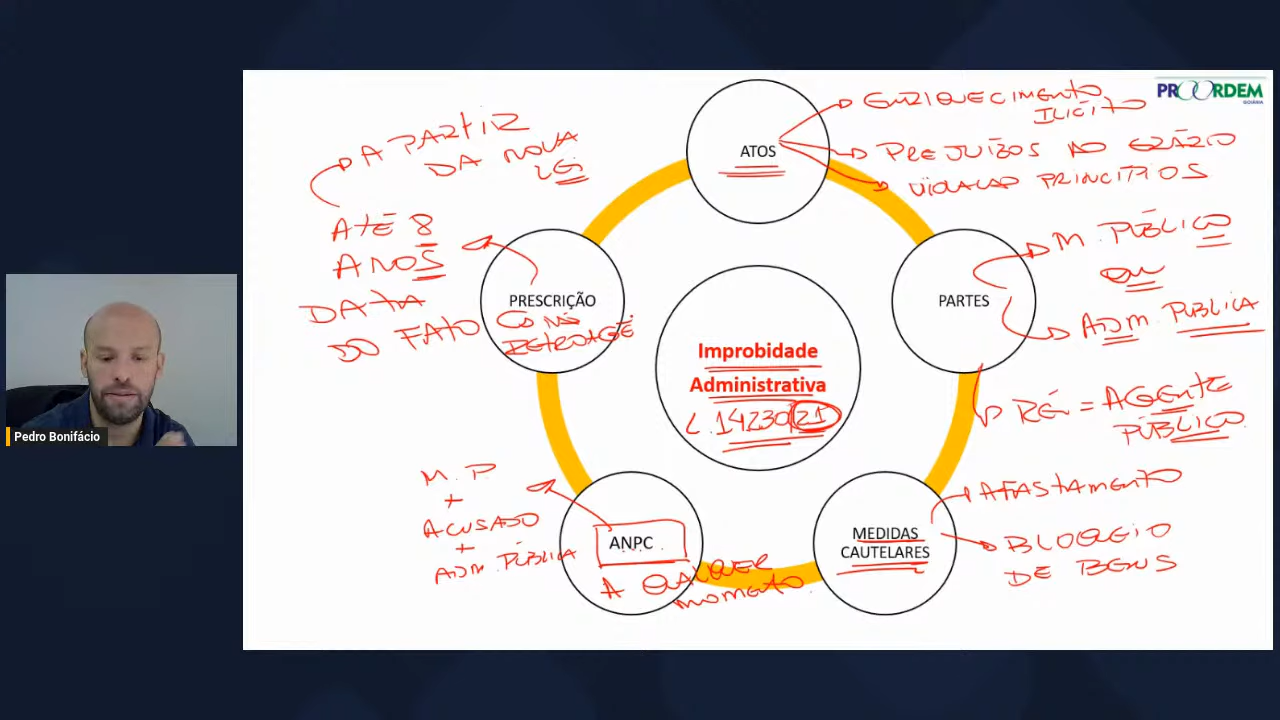 PROORDEM
GOIÂNIA
ATOS
ENRIQUECIMENTO
ILÍCITO
PREJUÍZOS AO ERÁRIO
VIOLAÇÃO PRINCÍPIOS
PARTES
M. PÚBLICO
OU
ADM. PÚBLICA
RÉU = AGENTE
PÚBLICO
MEDIDAS
CAUTELARES
AFASTAMENTO
BLOQUEIO
DE BENS
ANPC
A QUALQUER
MOMENTO
M.P
+
ACUSADO
+
ADM. PÚBLICA
PRESCRIÇÃO
NÃO
RETROAGE
ATÉ 8
ANOS
DATA
DO FATO
A PARTIR
DA NOVA
LEI
Improbidade
Administrativa
L. 14230/21
Pedro Bonifácio